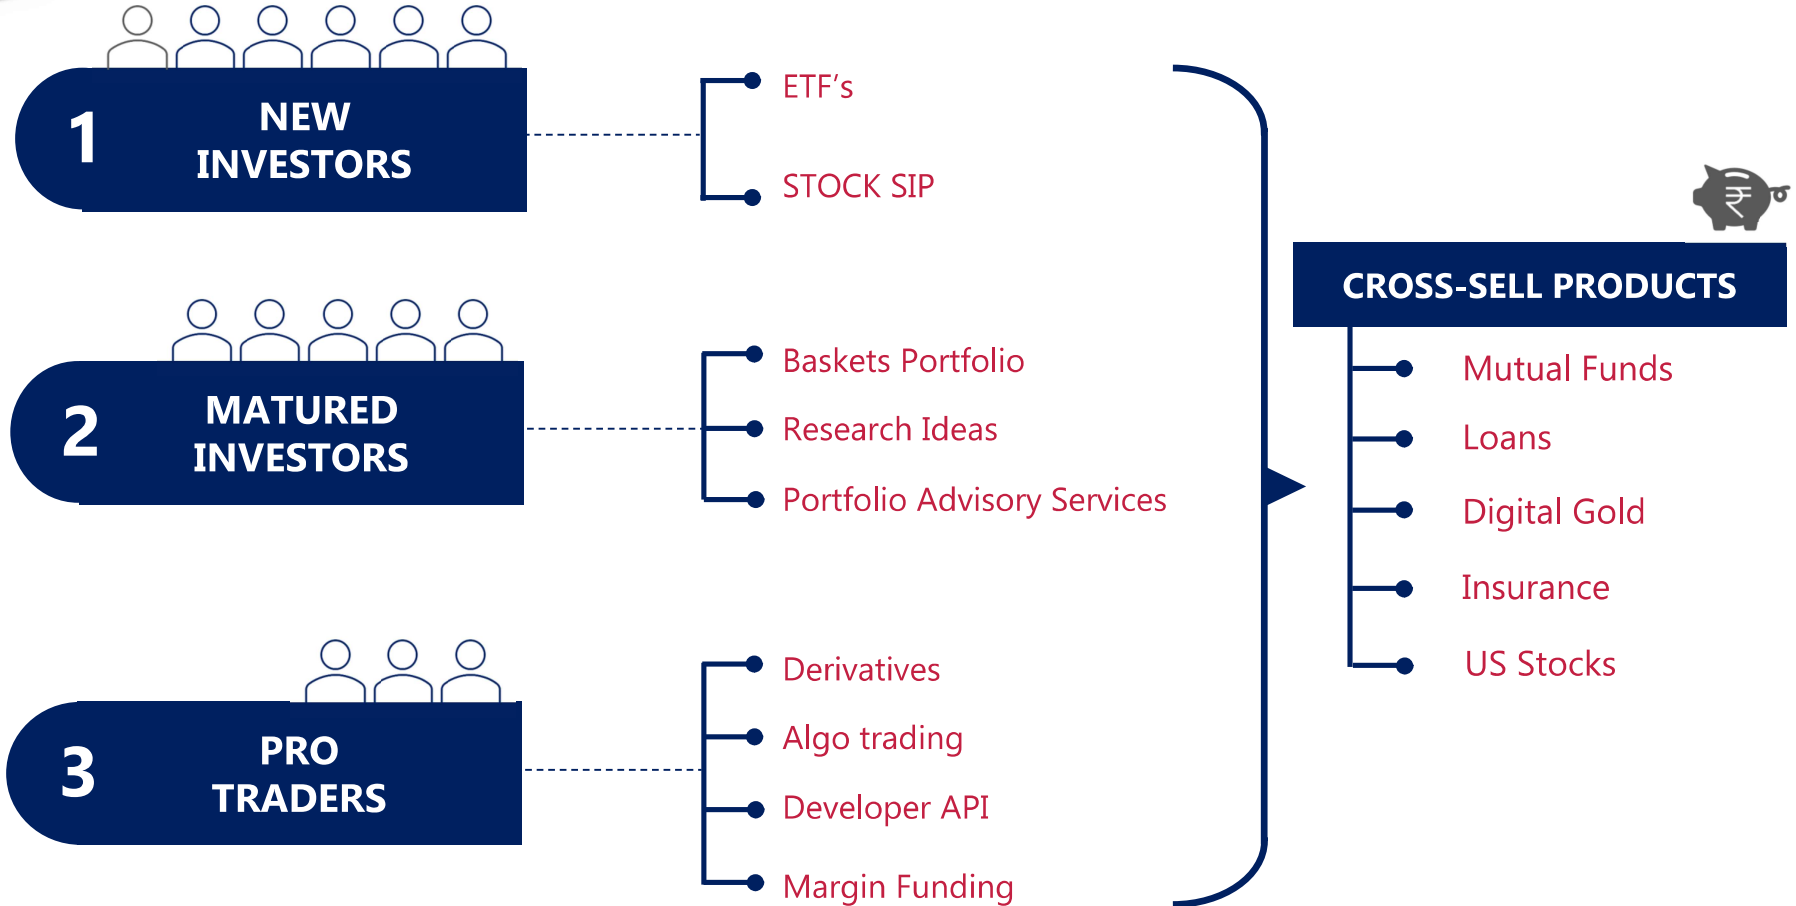 1
NEW
INVESTORS
ETF’s
STOCK SIP
2
MATURED
INVESTORS
Baskets Portfolio
Research Ideas
Portfolio Advisory Services
3
PRO
TRADERS
Derivatives
Algo trading
Developer API
Margin Funding
₹
CROSS-SELL PRODUCTS
Mutual Funds
Loans
Digital Gold
Insurance
US Stocks